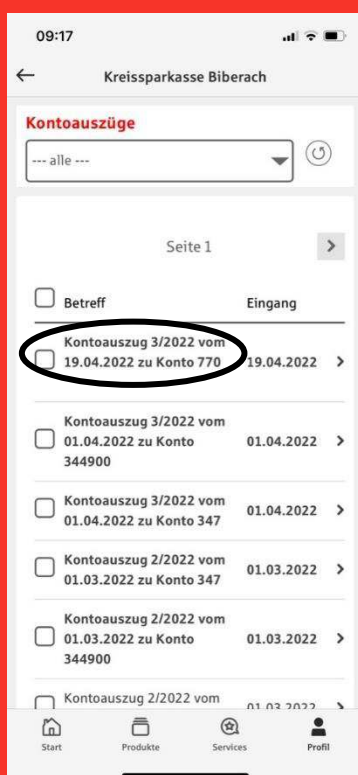 09:17
Kreissparkasse Biberach
Kontoauszüge
--- alle ---
Seite 1
Betreff Eingang
Kontoauszug 3/2022 vom
19.04.2022 zu Konto 770 19.04.2022
Kontoauszug 3/2022 vom
01.04.2022 zu Konto 01.04.2022
344900
Kontoauszug 3/2022 vom
01.04.2022 zu Konto 347 01.04.2022
Kontoauszug 2/2022 vom
01.03.2022 zu Konto 347 01.03.2022
Kontoauszug 2/2022 vom
01.03.2022 zu Konto 01.03.2022
344900
Kontoauszug 2/2022 vom
01.03.2022
Start Produkte Services Profil